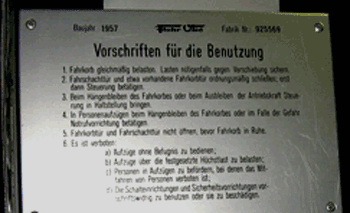 Baujahr 1957 Flohr Otis Fabrik Nr. 925569
Vorschriften für die Benutzung
1. Fahrkorb gleichmäßig belasten. Lasten nötigenfalls gegen Verschiebung sichern.
2. Fahrschachttür und etwa vorhandene Fahrkorbtür ordnungsmäßig schließen; erst
dann Steuerung betätigen.
3. Beim Hängenbleiben des Fahrkorbes oder beim Ausbleiben der Antriebskraft Steue-
rung in Haltstellung bringen.
4. In Personenaufzügen beim Hängenbleiben des Fahrkorbes oder im Falle der Gefahr
Notrufvorrichtung betätigen.
5. Fahrkorbtür und Fahrschachttür nicht öffnen, bevor Fahrkorb in Ruhe.
6. Es ist verboten:
a) Aufzüge ohne Befugnis zu bedienen;
b) Aufzüge über die festgesetzte Höchstlast zu belasten;
c) Personen in Aufzügen zu befördern, bei denen das Mit-
fahren von Personen verboten ist;
d) Die Schalteinrichtungen und Sicherheitsvorrichtungen vor-
schriftswidrig zu benutzen oder sie zu beschädigen.